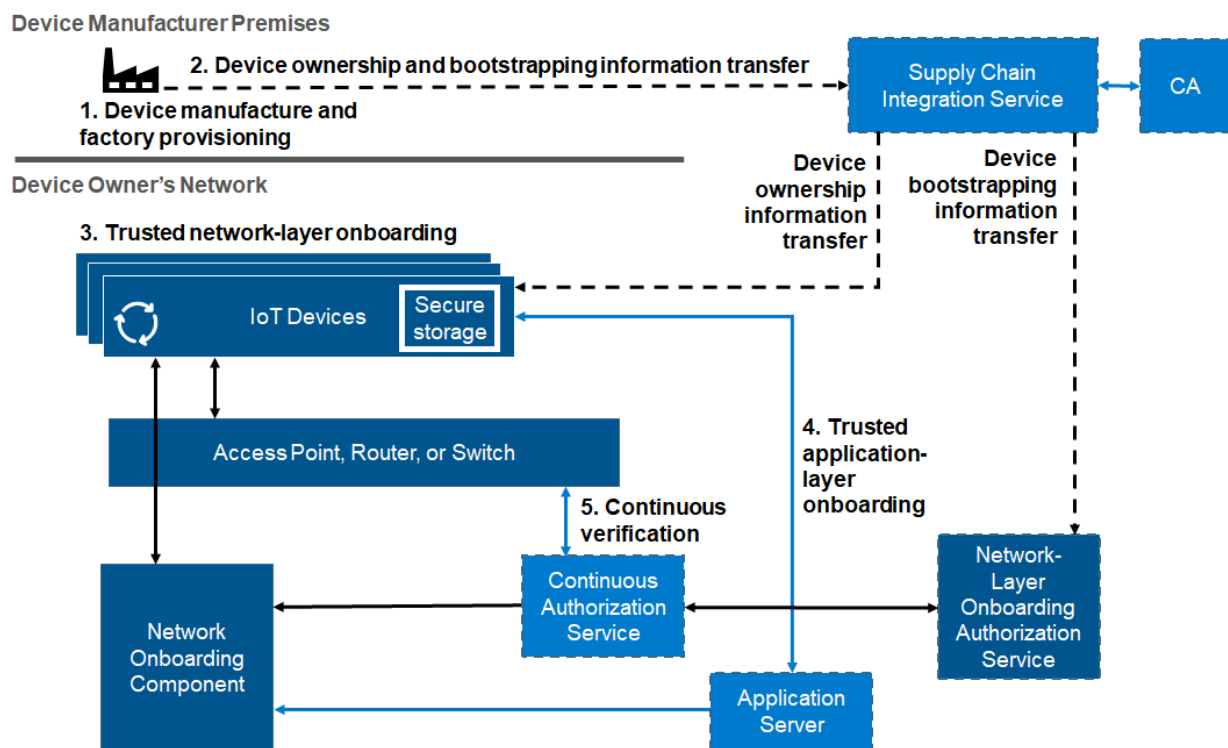 Device Manufacturer Premises
2. Device ownership and bootstrapping information transfer
1. Device manufacture and
factory provisioning
Supply Chain
Integration Service
CA
Device Owner's Network
Device
ownership
information
transfer
Device
bootstrapping
information
transfer
3. Trusted network-layer onboarding
IoT Devices
Secure
storage
Access Point, Router, or Switch
4. Trusted
application-
layer
onboarding
5. Continuous
verification
Network
Onboarding
Component
Continuous
Authorization
Service
Network-
Layer
Onboarding
Authorization
Service
Application
Server